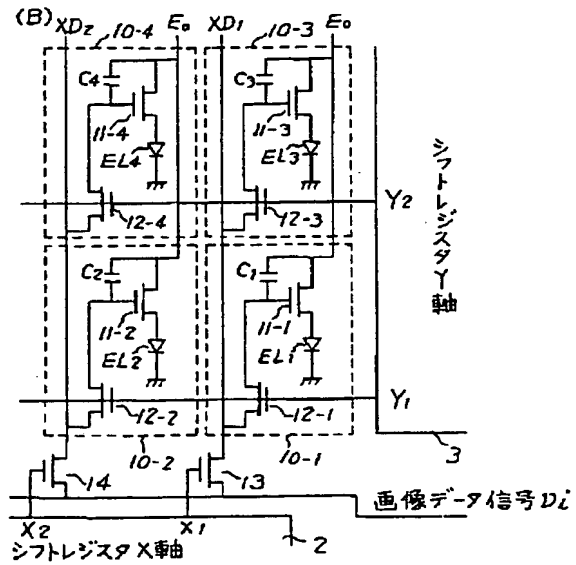 (B)
XD2 10-4 E0 XD1 10-3 E0
C4 C3
11-4 11-3
EL4 EL3
12-4 12-3 Y2
シフトレジスタY軸
C2 C1
11-2 11-1
EL2 EL1
12-2 12-1 Y1
10-2 10-1 3
14 13
画像データ信号Di
X2 X1
シフトレジスタX軸 2